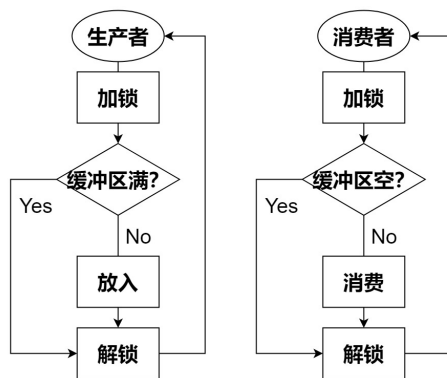 生产者
加锁
缓冲区满?
Yes
No
放入
解锁
消费者
加锁
缓冲区空?
Yes
No
消费
解锁